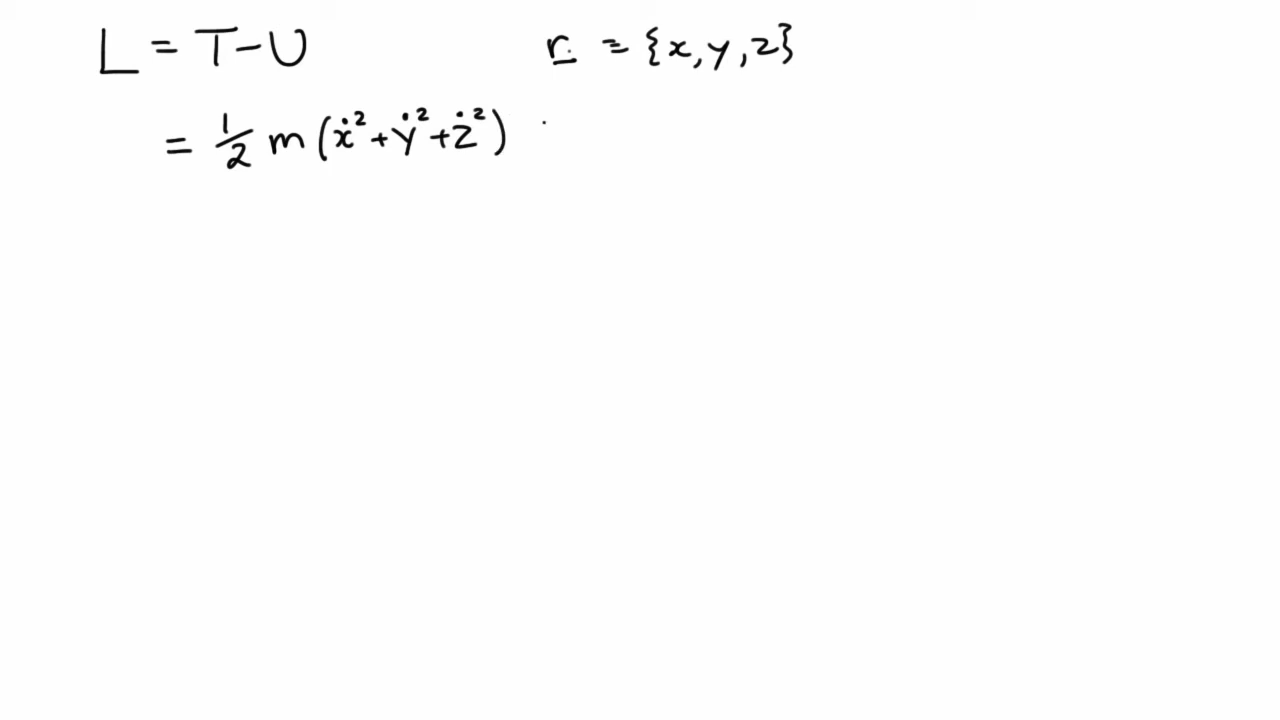 L = T - U    r = {x, y, z}
= 1/2 m (ẋ² + ẏ² + ż²)